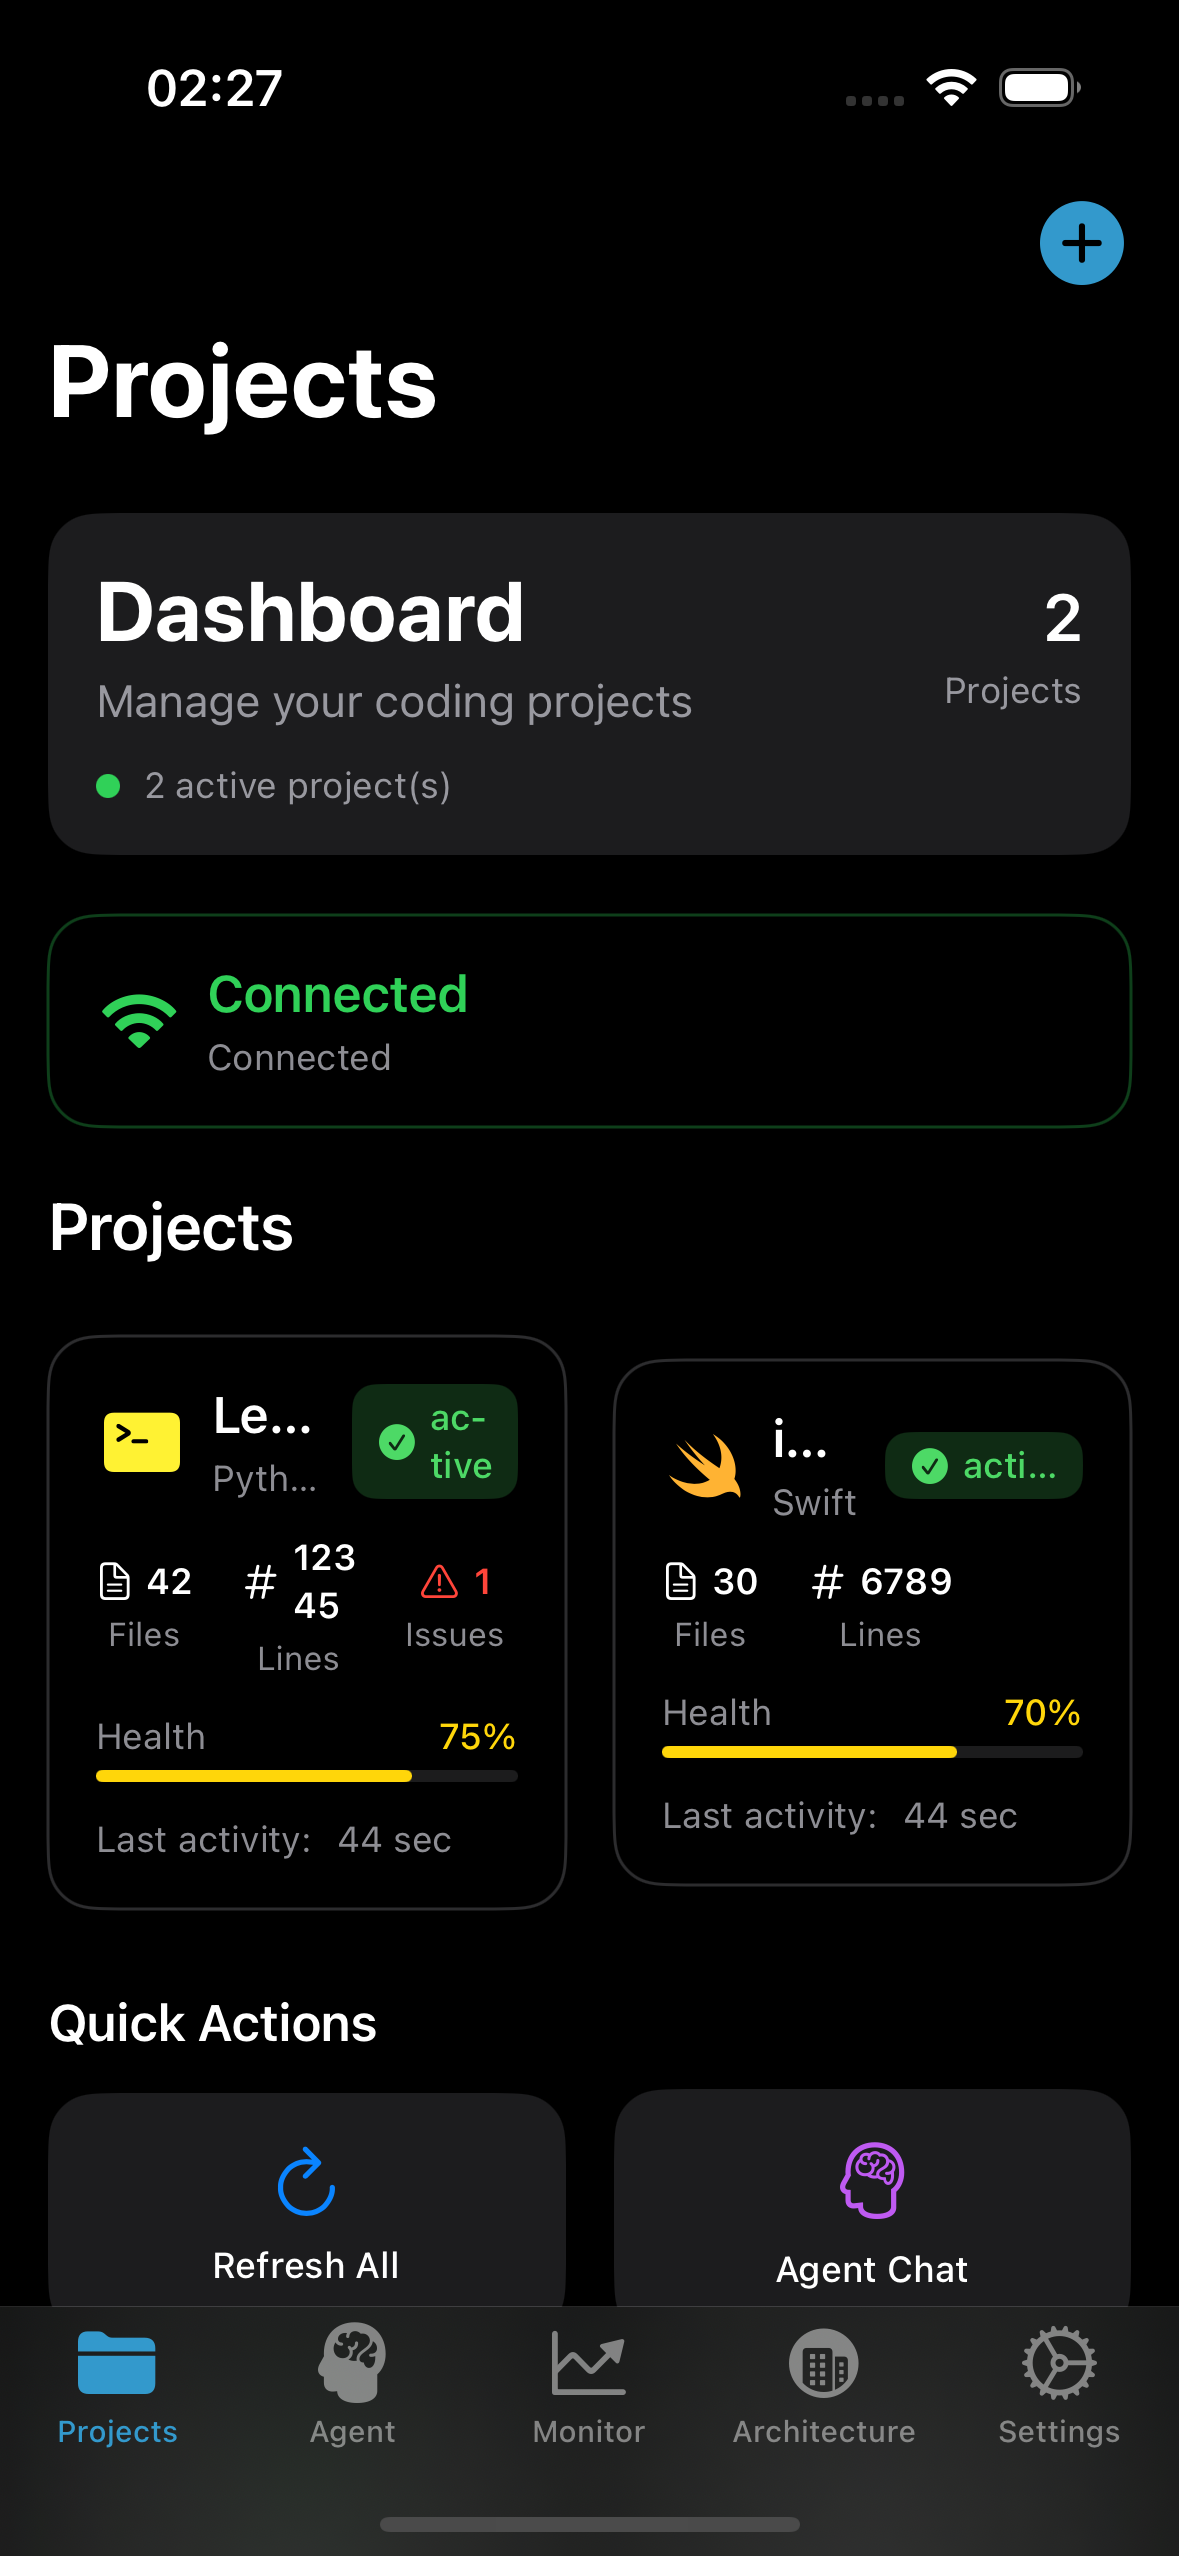 02:27
Projects
Dashboard
2
Manage your coding projects
Projects
2 active project(s)
Connected
Connected
Projects
Le...
Pyth...
ac-
tive
42
Files
123
45
Lines
1
Issues
Health
75%
Last activity: 44 sec
i...
Swift
acti...
30
Files
6789
Lines
Health
70%
Last activity: 44 sec
Quick Actions
Refresh All
Agent Chat
Projects
Agent
Monitor
Architecture
Settings